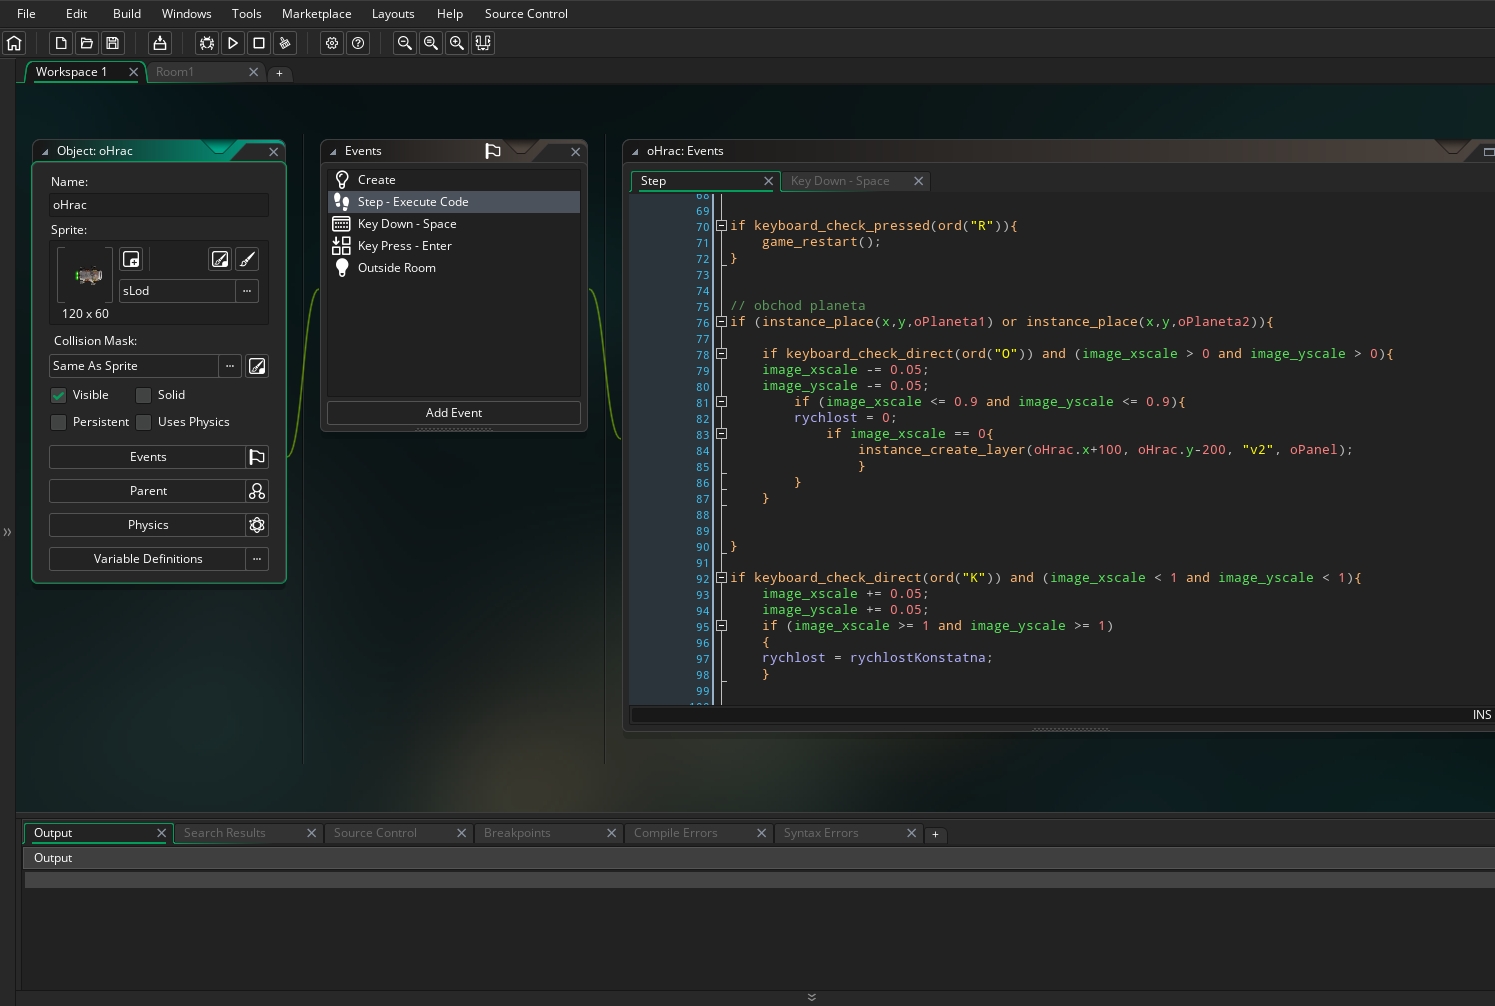 File Edit Build Windows Tools Marketplace Layouts Help Source Control
Workspace 1 Room1 +
Object: oHrac
Name:
oHrac
Sprite:
sLod ...
120 x 60
Collision Mask:
Same As Sprite ...
Visible Solid
Persistent Uses Physics
Events
Parent
Physics
Variable Definitions ...
Events
Create
Step - Execute Code
Key Down - Space
Key Press - Enter
Outside Room
Add Event
oHrac: Events
Step Key Down - Space
68
69
70 if keyboard_check_pressed(ord("R")){
71 game_restart();
72 }
73
74
75 // obchod planeta
76 if (instance_place(x,y,oPlaneta1) or instance_place(x,y,oPlaneta2)){
77
78 if keyboard_check_direct(ord("O")) and (image_xscale > 0 and image_yscale > 0){
79 image_xscale -= 0.05;
80 image_yscale -= 0.05;
81 if (image_xscale <= 0.9 and image_yscale <= 0.9){
82 rychlost = 0;
83 if image_xscale == 0{
84 instance_create_layer(oHrac.x+100, oHrac.y-200, "v2", oPanel);
85 }
86 }
87 }
88
89
90 }
91
92 if keyboard_check_direct(ord("K")) and (image_xscale < 1 and image_yscale < 1){
93 image_xscale += 0.05;
94 image_yscale += 0.05;
95 if (image_xscale >= 1 and image_yscale >= 1)
96 {
97 rychlost = rychlostKonstatna;
98 }
99
INS
Output Search Results Source Control Breakpoints Compile Errors Syntax Errors +
Output